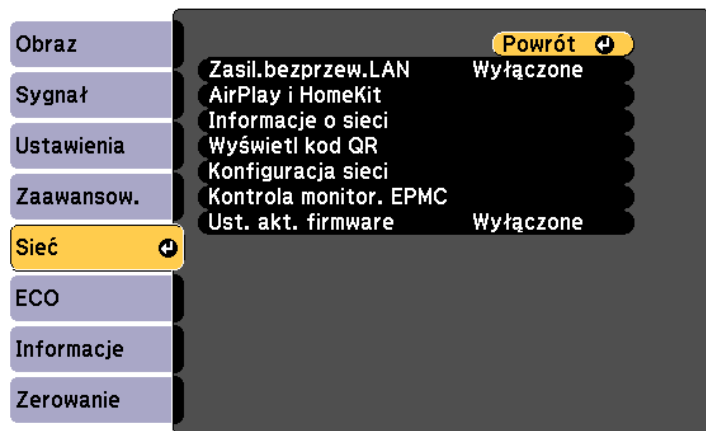 Obraz
Sygnał
Ustawienia
Zaawansow.
Sieć
ECO
Informacje
Zerowanie
Powrót
Zasil.bezprzew.LAN Wyłączone
AirPlay i HomeKit
Informacje o sieci
Wyświetl kod QR
Konfiguracja sieci
Kontrola monitor. EPMC
Ust. akt. firmware Wyłączone